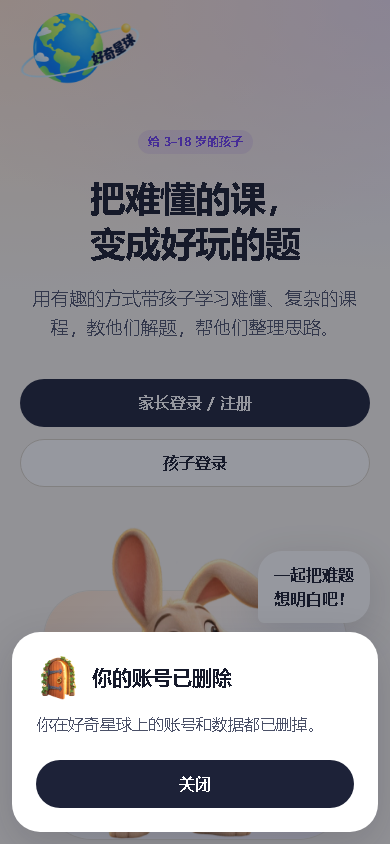 好奇星球
给 3–18 岁的孩子
把难懂的课，
变成好玩的题
用有趣的方式带孩子学习难懂、复杂的课
程，教他们解题，帮他们整理思路。
家长登录 / 注册
孩子登录
一起把难题
想明白吧！
你的账号已删除
你在好奇星球上的账号和数据都已删掉。
关闭